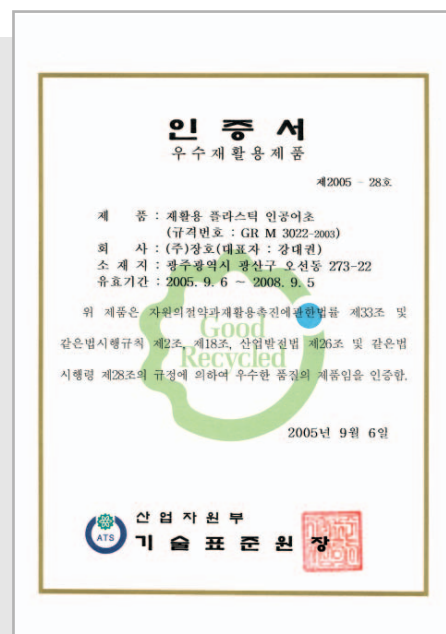 인 증 서
우수재활용제품
제2005 - 28호
제 품 : 재활용 플라스틱 인공어초
(규격번호 : GR M 3022-2003)
회 사 : (주)장호(대표자 : 강대권)
소 재 지 : 광주광역시 광산구 오선동 273-22
유효기간 : 2005. 9. 6 ~ 2008. 9. 5
위 제품은 자원의절약과재활용촉진에관한법률 제33조 및
같은법시행규칙 제2조, 제18조, 산업발전법 제26조 및 같은법
시행령 제28조의 규정에 의하여 우수한 품질의 제품임을 인증함.
Good
Recycled
2005년 9월 6일
ATS
산업자원부
기 술 표 준 원 장